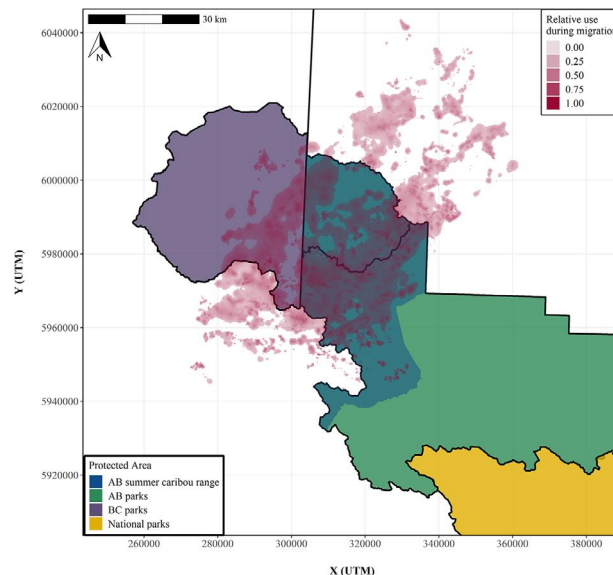 30 km
N
Relative use
during migration
0.00
0.25
0.50
0.75
1.00
6040000
6020000
6000000
5980000
5960000
5940000
5920000
Y (UTM)
Protected Area
AB summer caribou range
AB parks
BC parks
National parks
260000
280000
300000
320000
340000
360000
380000
X (UTM)